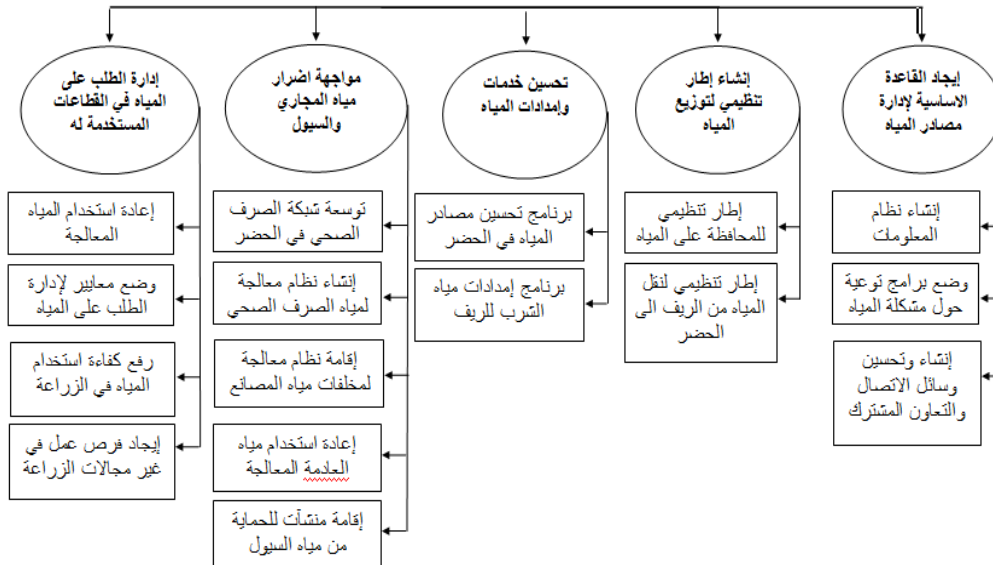 إيجاد القاعدة
الاساسية لإدارة
مصادر المياه
إنشاء نظام
المعلومات
وضع برامج توعية
حول مشكلة المياه
إنشاء وتحسين
وسائل الاتصال
والتعاون المشترك
إنشاء إطار
تنظيمي لتوزيع
المياه
إطار تنظيمي
للمحافظة على المياه
إطار تنظيمي لنقل
المياه من الريف الى
الحضر
تحسين خدمات
وإمدادات المياه
برنامج تحسين مصادر
المياه في الحضر
برنامج إمدادات مياه
الشرب للريف
مواجهة اضرار
مياه المجاري
والسيول
توسعة شبكة الصرف
الصحي في الحضر
إنشاء نظام معالجة
لمياه الصرف الصحي
إقامة نظام معالجة
لمخلفات مياه المصانع
إعادة استخدام مياه
العادمة المعالجة
إقامة منشآت للحماية
من مياه السيول
إدارة الطلب على
المياه في القطاعات
المستخدمة له
إعادة استخدام المياه
المعالجة
وضع معايير لإدارة
الطلب على المياه
رفع كفاءة استخدام
المياه في الزراعة
إيجاد فرص عمل في
غير مجالات الزراعة